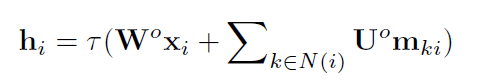 h_i = τ(W^o x_i + ∑_{k∈N(i)} U^o m_{ki})